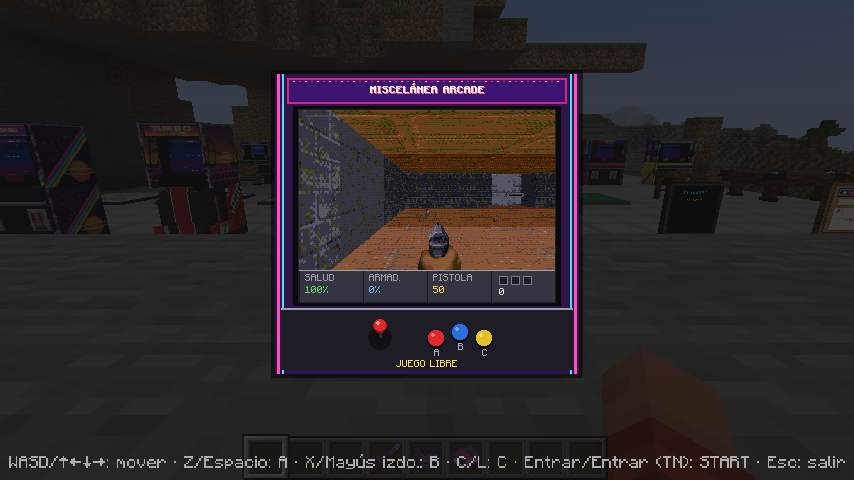 MISCELÁNEA ARCADE
TURBO
SALUD
100%
ARMAD.
0%
PISTOLA
50
0
A
B
C
JUEGO LIBRE
WASD/↑←↓→: mover · Z/Espacio: A · X/Mayús izdo.: B · C/L: C · Entrar/Entrar (TN): START · Esc: salir